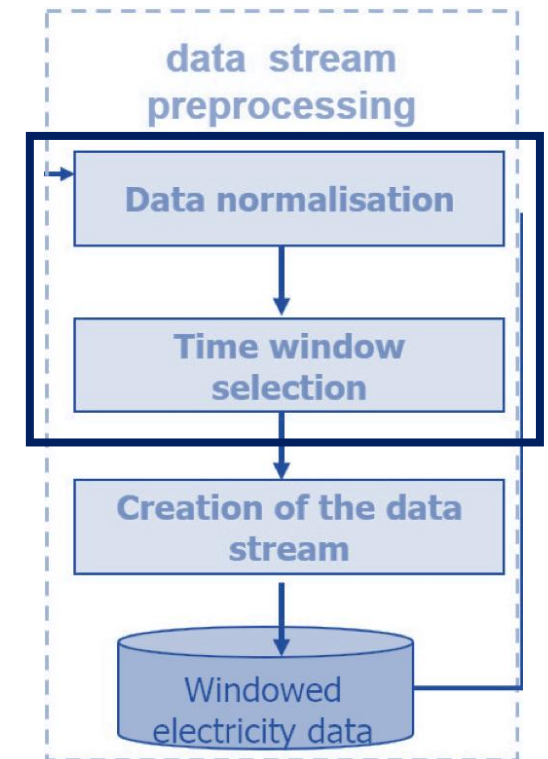 data stream
preprocessing
Data normalisation
Time window
selection
Creation of the data
stream
Windowed
electricity data